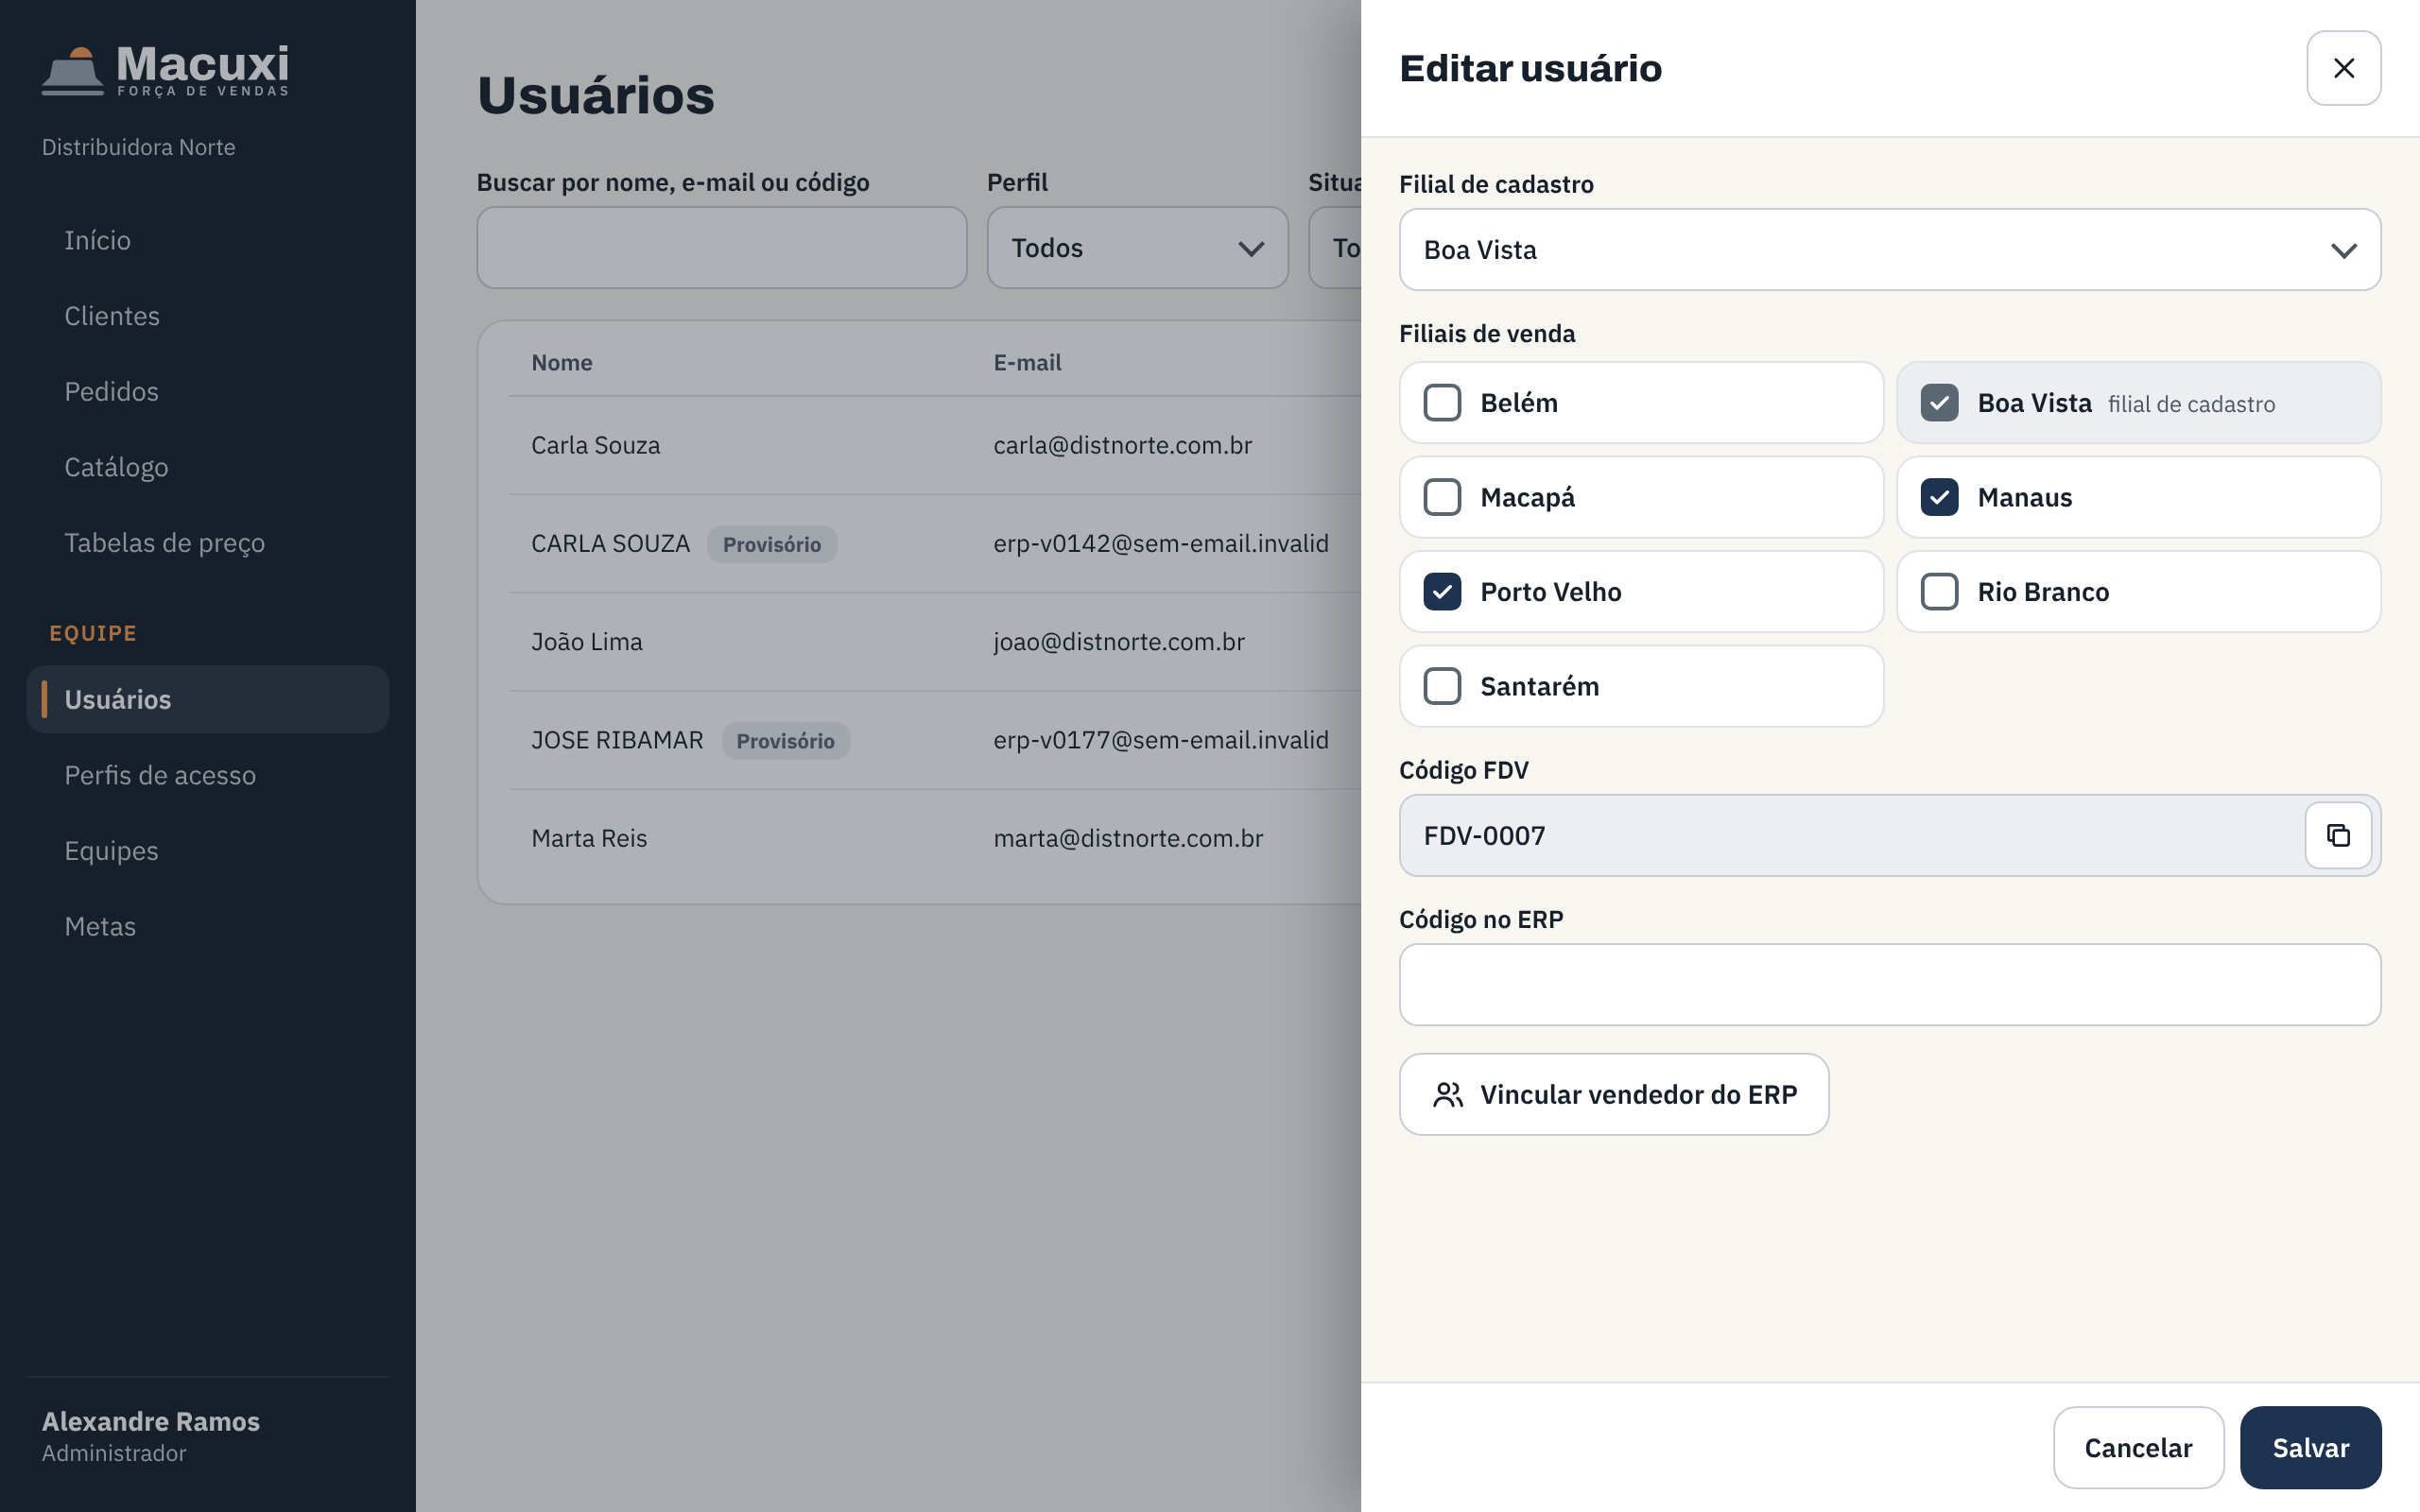 Macuxi
FORÇA DE VENDAS
Distribuidora Norte
Início
Clientes
Pedidos
Catálogo
Tabelas de preço
EQUIPE
Usuários
Perfis de acesso
Equipes
Metas
Alexandre Ramos
Administrador
Usuários
Buscar por nome, e-mail ou código
Perfil
Situa
Todos
To
Nome
E-mail
Carla Souza
carla@distnorte.com.br
CARLA SOUZA Provisório
erp-v0142@sem-email.invalid
João Lima
joao@distnorte.com.br
JOSE RIBAMAR Provisório
erp-v0177@sem-email.invalid
Marta Reis
marta@distnorte.com.br
Editar usuário
Filial de cadastro
Boa Vista
Filiais de venda
Belém
Boa Vista filial de cadastro
Macapá
Manaus
Porto Velho
Rio Branco
Santarém
Código FDV
FDV-0007
Código no ERP
Vincular vendedor do ERP
Cancelar
Salvar